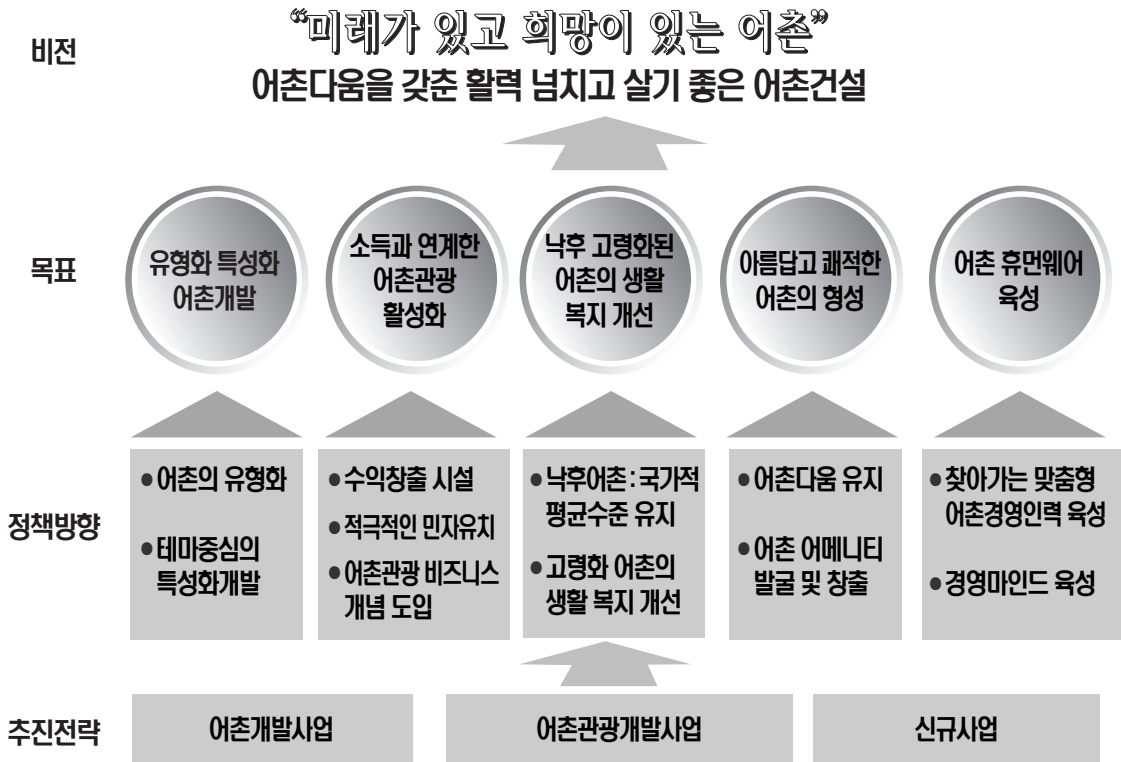 비전
“미래가 있고 희망이 있는 어촌”
어촌다움을 갖춘 활력 넘치고 살기 좋은 어촌건설
목표
유형화 특성화
어촌개발
소득과 연계한
어촌관광
활성화
낙후 고령화된
어촌의 생활
복지 개선
아름답고 쾌적한
어촌의 형성
어촌 휴먼웨어
육성
정책방향
• 어촌의 유형화
• 테마중심의
특성화개발
• 수익창출 시설
• 적극적인 민자유치
• 어촌관광 비즈니스
개념 도입
• 낙후어촌 : 국가적
평균수준 유지
• 고령화 어촌의
생활 복지 개선
• 어촌다움 유지
• 어촌 어메니티
발굴 및 창출
• 찾아가는 맞춤형
어촌경영인력 육성
• 경영마인드 육성
추진전략
어촌개발사업
어촌관광개발사업
신규사업